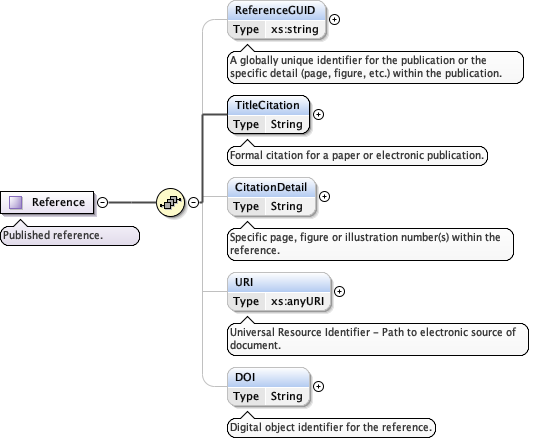 ReferenceGUID
Type xs:string
A globally unique identifier for the publication or the
specific detail (page, figure, etc.) within the publication.
TitleCitation
Type String
Formal citation for a paper or electronic publication.
Reference
Published reference.
CitationDetail
Type String
Specific page, figure or illustration number(s) within the
reference.
URI
Type xs:anyURI
Universal Resource Identifier - Path to electronic source of
document.
DOI
Type String
Digital object identifier for the reference.